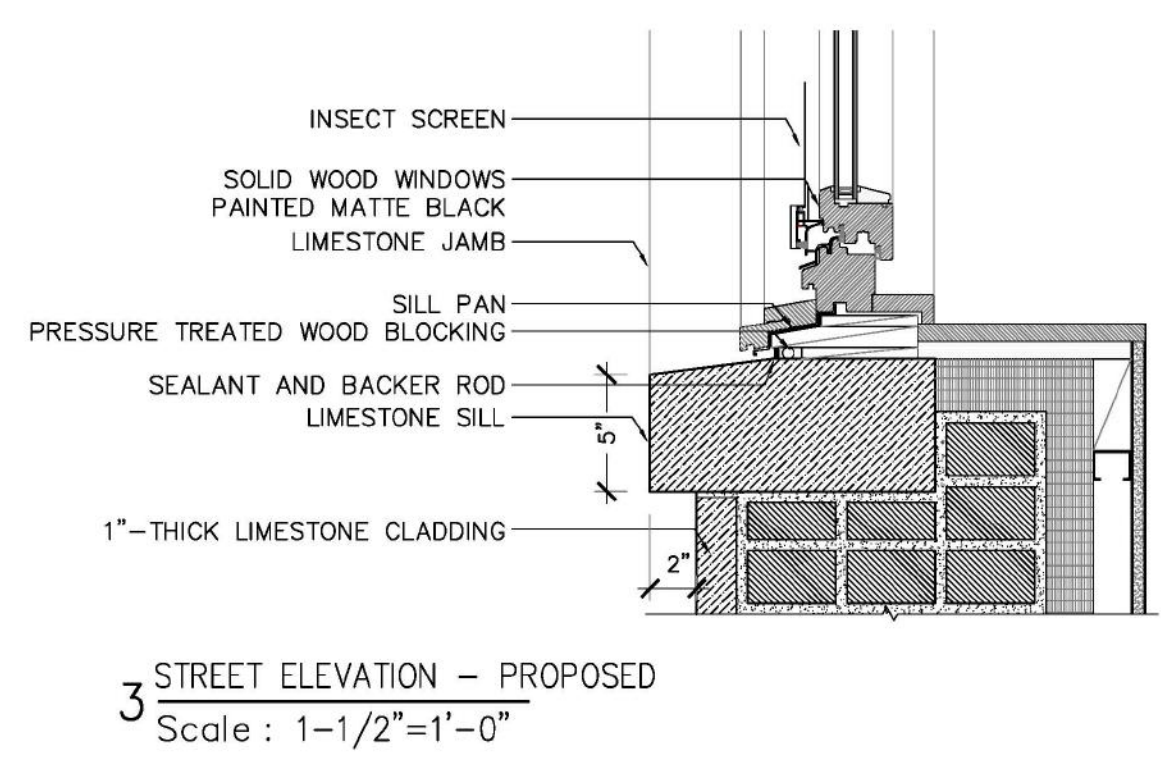 INSECT SCREEN
SOLID WOOD WINDOWS
PAINTED MATTE BLACK
LIMESTONE JAMB
SILL PAN
PRESSURE TREATED WOOD BLOCKING
SEALANT AND BACKER ROD
LIMESTONE SILL
5"
1"-THICK LIMESTONE CLADDING
2"
3 STREET ELEVATION - PROPOSED
Scale : 1-1/2"=1'-0"